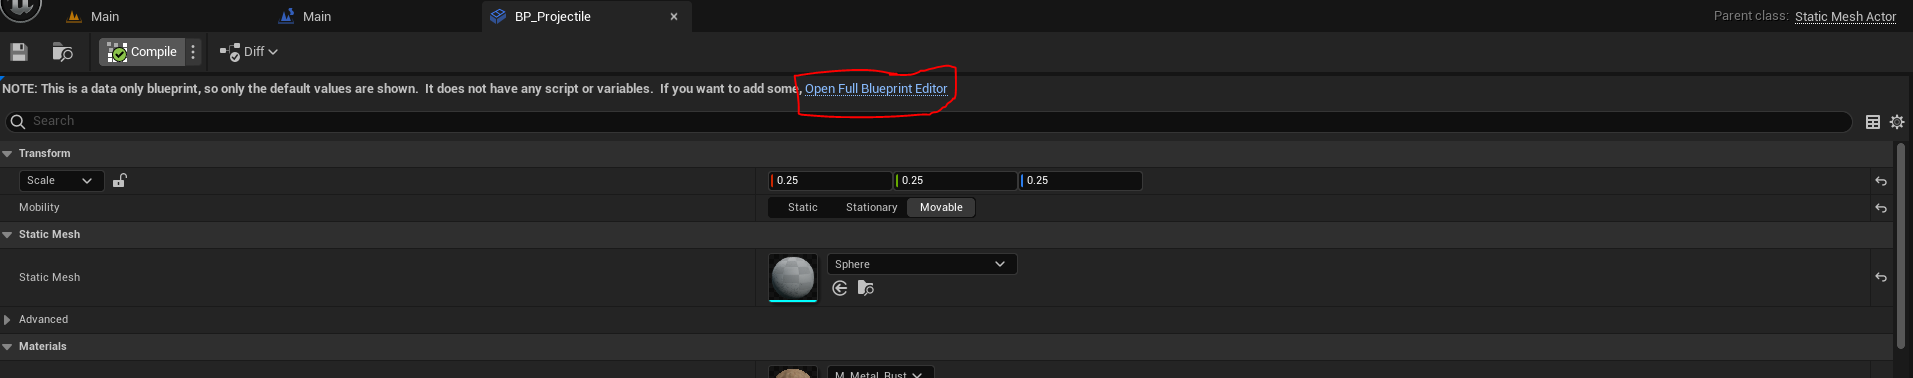 Main
Main
BP_Projectile
Parent class: Static Mesh Actor
Compile
Diff
NOTE: This is a data only blueprint, so only the default values are shown.  It does not have any script or variables.  If you want to add some, Open Full Blueprint Editor
Search
Transform
Scale 0.25 0.25 0.25
Mobility Static Stationary Movable
Static Mesh
Static Mesh Sphere
Advanced
Materials
M_Metal_Rust